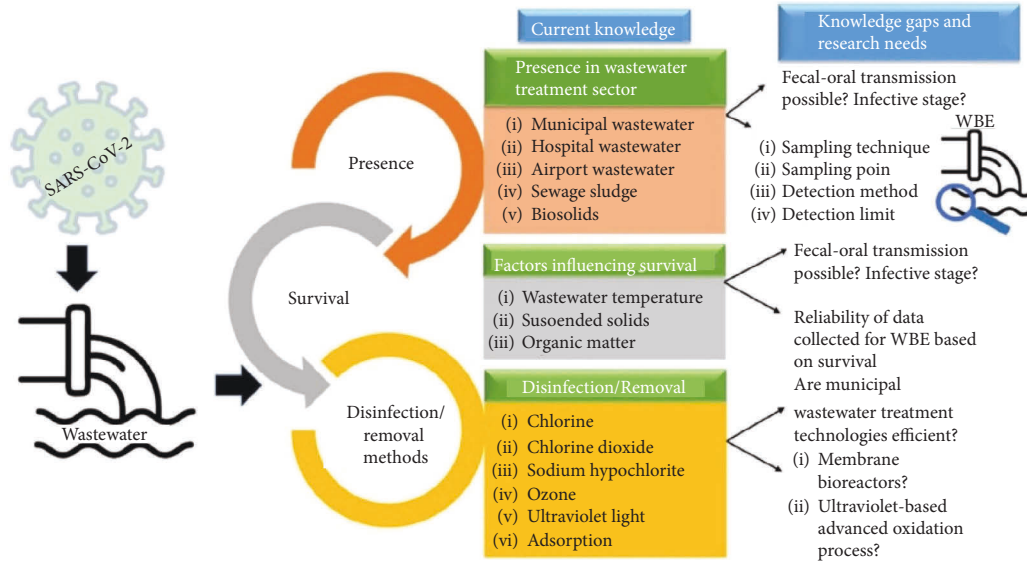 SARS-CoV-2
Wastewater
Presence
Survival
Disinfection/
removal
methods
Current knowledge
Presence in wastewater
treatment sector
(i) Municipal wastewater
(ii) Hospital wastewater
(iii) Airport wastewater
(iv) Sewage sludge
(v) Biosolids
Factors influencing survival
(i) Wastewater temperature
(ii) Susoended solids
(iii) Organic matter
Disinfection/Removal
(i) Chlorine
(ii) Chlorine dioxide
(iii) Sodium hypochlorite
(iv) Ozone
(v) Ultraviolet light
(vi) Adsorption
Knowledge gaps and
research needs
Fecal-oral transmission
possible? Infective stage?
WBE
(i) Sampling technique
(ii) Sampling poin
(iii) Detection method
(iv) Detection limit
Fecal-oral transmission
possible? Infective stage?
Reliability of data
collected for WBE based
on survival
Are municipal
wastewater treatment
technologies efficient?
(i) Membrane
bioreactors?
(ii) Ultraviolet-based
advanced oxidation
process?